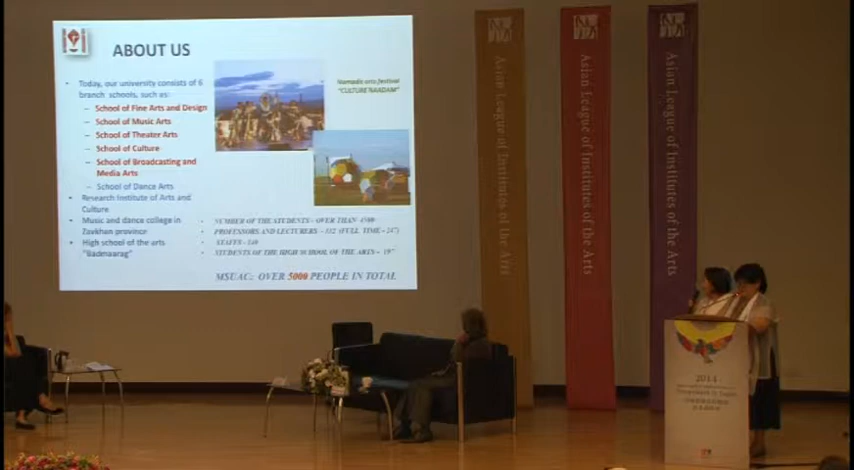 ABOUT US
Today, our university consists of 6
branch schools, such as:
School of Fine Arts and Design
School of Music Arts
School of Theater Arts
School of Culture
School of Broadcasting and
Media Arts
School of Dance Arts
Research Institute of Arts and
Culture
Music and dance college in
Zavkhan province
High school of the arts
"Badmaarag"
Nomadic arts festival
"CULTURE NAADAM"
NUMBER OF THE STUDENTS - OVER THAN
PROFESSORS AND LECTURERS - 332 (FULL TIME - 247)
STAFFS -
STUDENTS OF THE HIGH SCHOOL OF THE ARTS -
MSUAC: OVER 5000 PEOPLE IN TOTAL
Asian League of Institutes of the Arts
Asian League of Institutes of the Arts
Asian League of Institutes of the Arts
2014